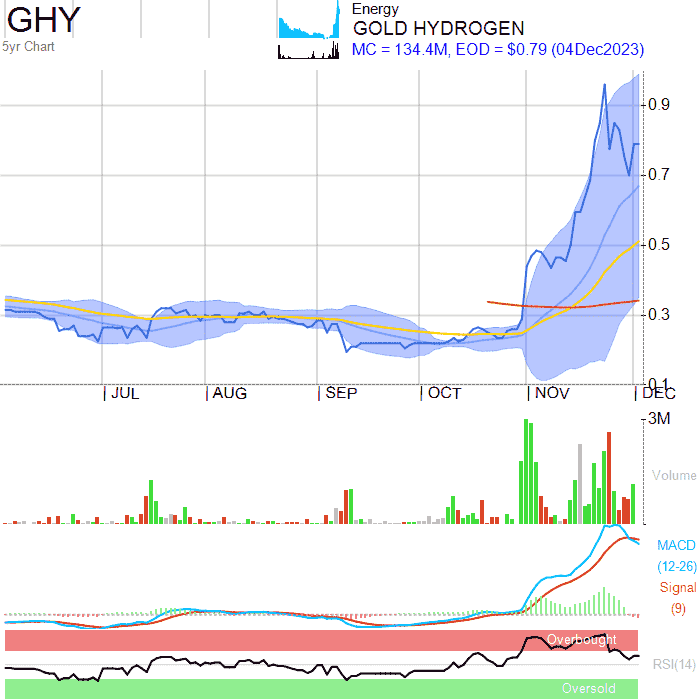 GHY
5yr Chart
Energy
GOLD HYDROGEN
MC = 134.4M, EOD = $0.79 (04Dec2023)
0.9
0.7
0.5
0.3
0.1
JUL AUG SEP OCT NOV DEC
3M
Volume
MACD
(12-26)
Signal
(9)
Overbought
RSI(14)
Oversold